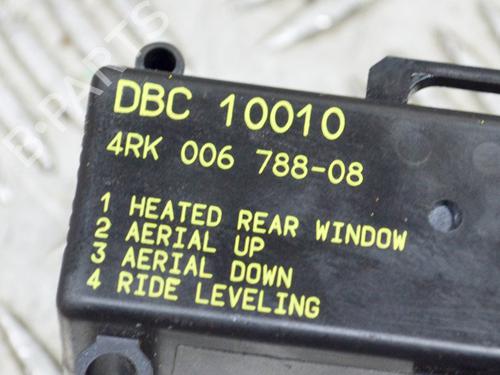 B-PARTS
DBC 10010
4RK 006 788-08
1 HEATED REAR WINDOW
2 AERIAL UP
3 AERIAL DOWN
4 RIDE LEVELING